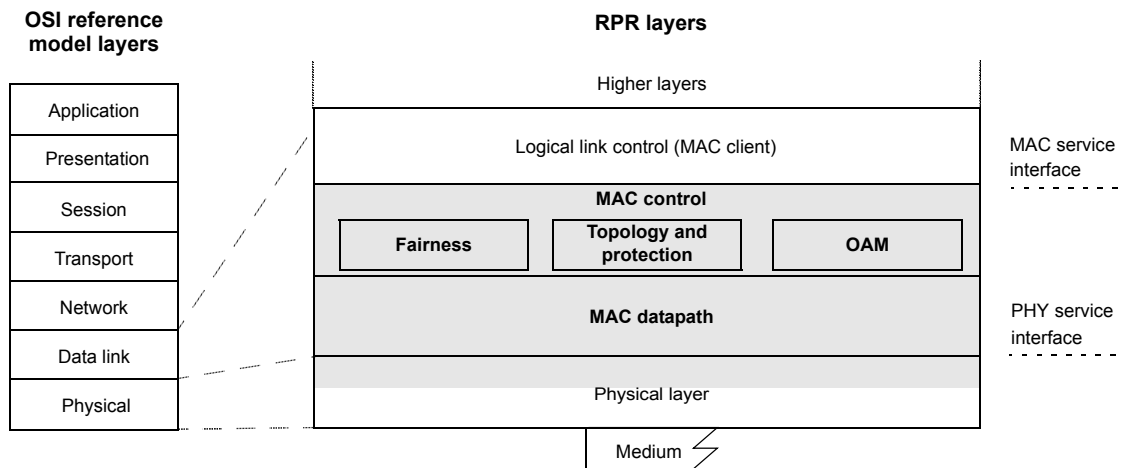 OSI reference
model layers
RPR layers
Application
Presentation
Session
Transport
Network
Data link
Physical
Higher layers
Logical link control (MAC client)
MAC control
Fairness
Topology and
protection
OAM
MAC datapath
Physical layer
Medium
MAC service
interface
PHY service
interface